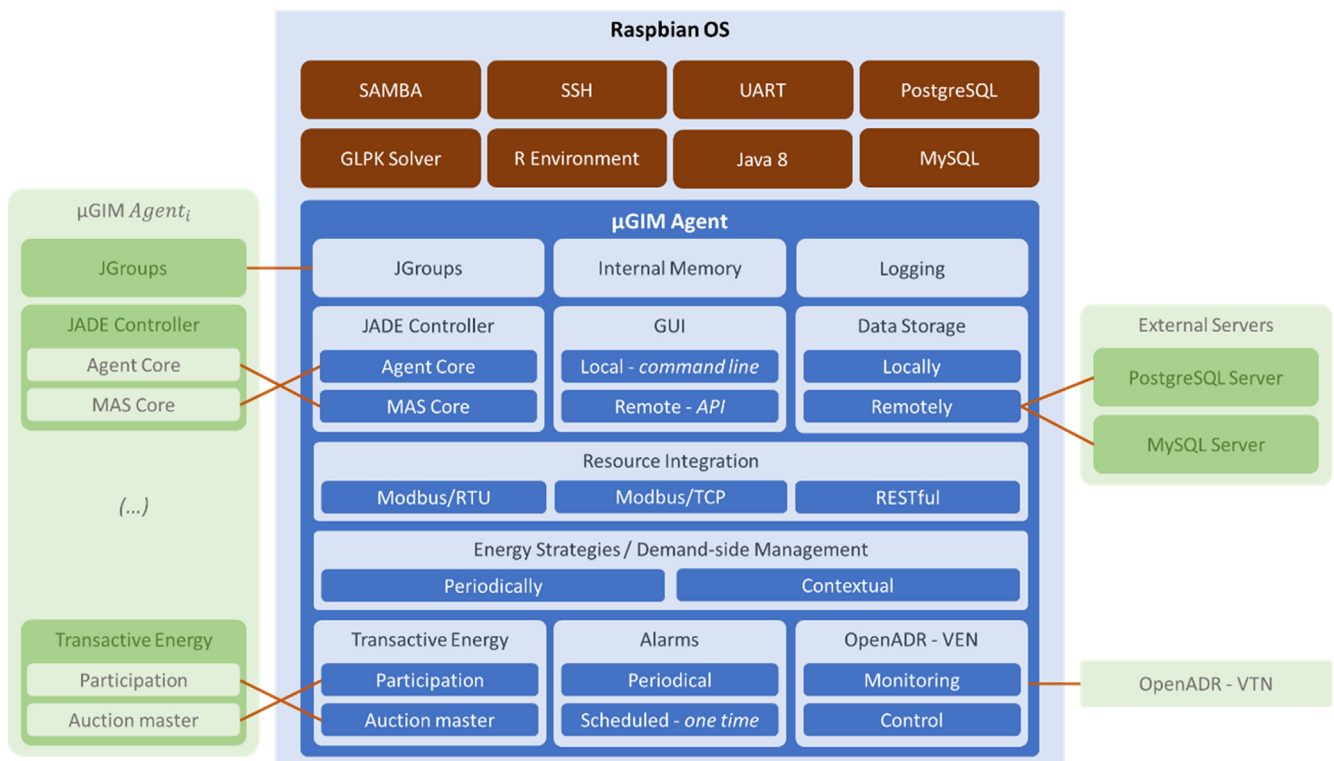 Raspbian OS
SAMBA
SSH
UART
PostgreSQL
GLPK Solver
R Environment
Java 8
MySQL
μGIM Agentᵢ
JGroups
JADE Controller
Agent Core
MAS Core
(...)
Transactive Energy
Participation
Auction master
μGIM Agent
JGroups
Internal Memory
Logging
JADE Controller
Agent Core
MAS Core
GUI
Local - command line
Remote - API
Data Storage
Locally
Remotely
Resource Integration
Modbus/RTU
Modbus/TCP
RESTful
Energy Strategies / Demand-side Management
Periodically
Contextual
Transactive Energy
Participation
Auction master
Alarms
Periodical
Scheduled - one time
OpenADR - VEN
Monitoring
Control
External Servers
PostgreSQL Server
MySQL Server
OpenADR - VTN